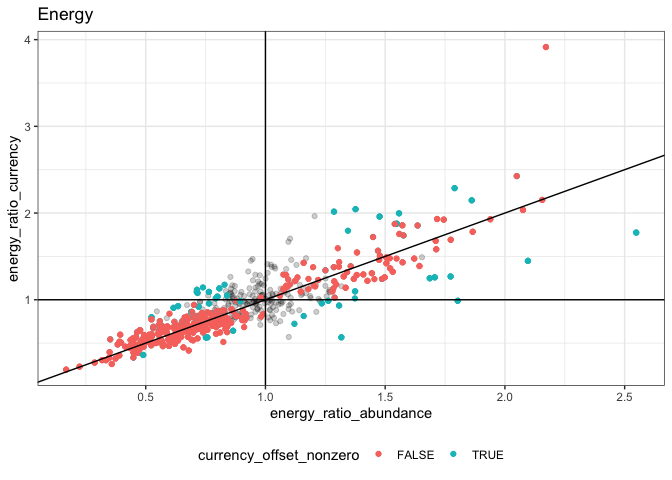 Energy
4
3
2
1
energy_ratio_currency
0.5 1.0 1.5 2.0 2.5
energy_ratio_abundance
currency_offset_nonzero FALSE TRUE